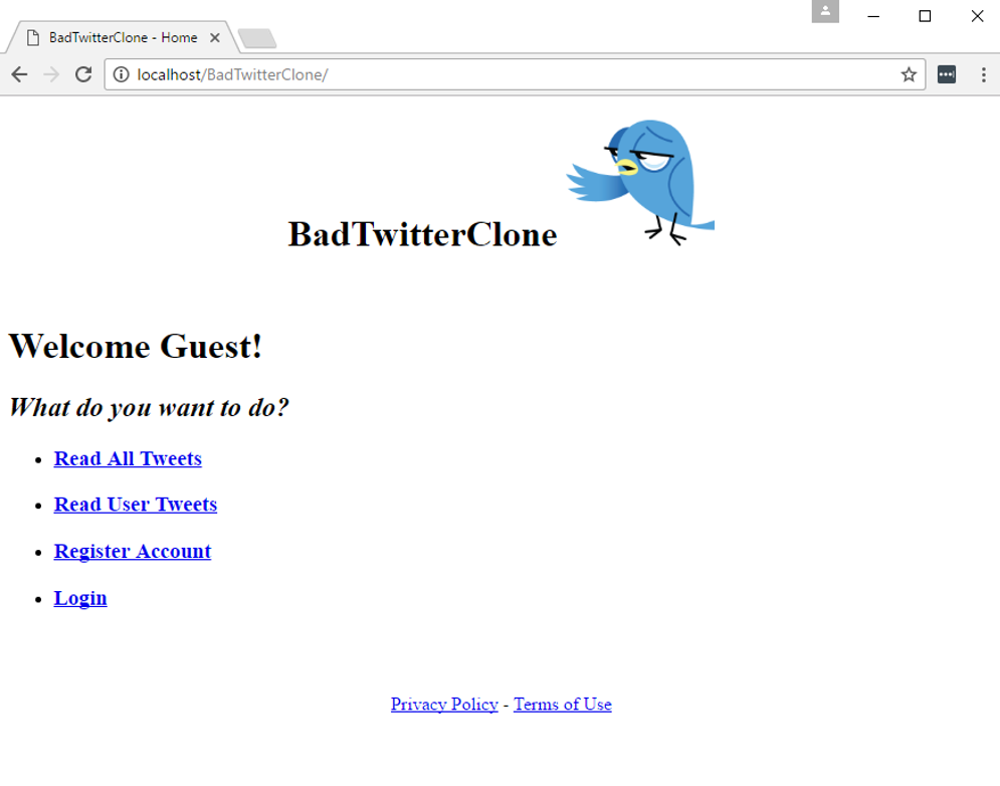 BadTwitterClone - Home
localhost/BadTwitterClone/
BadTwitterClone
Welcome Guest!
What do you want to do?
Read All Tweets
Read User Tweets
Register Account
Login
Privacy Policy - Terms of Use